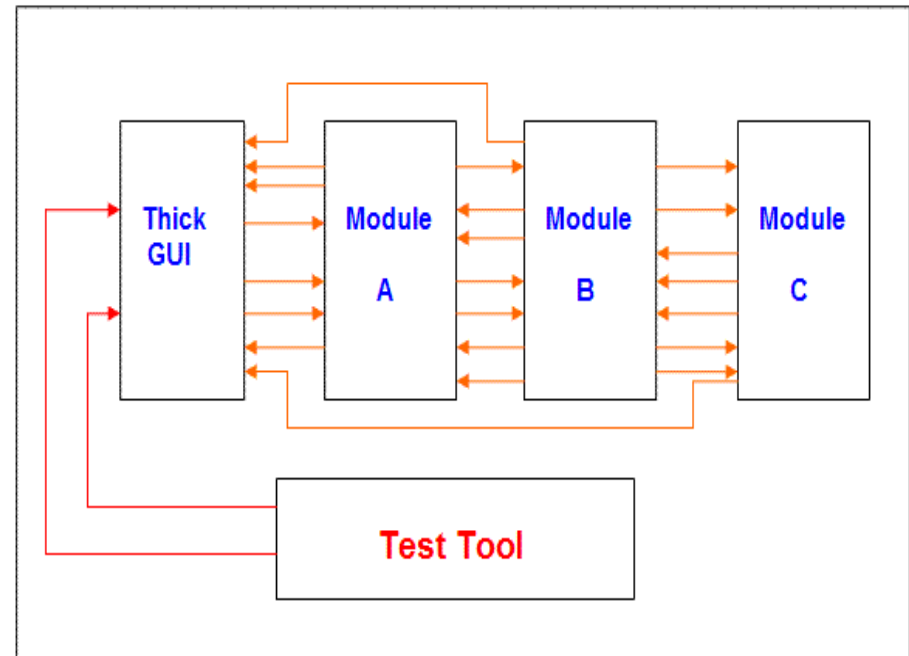 Thick
GUI
Module
A
Module
B
Module
C
Test Tool